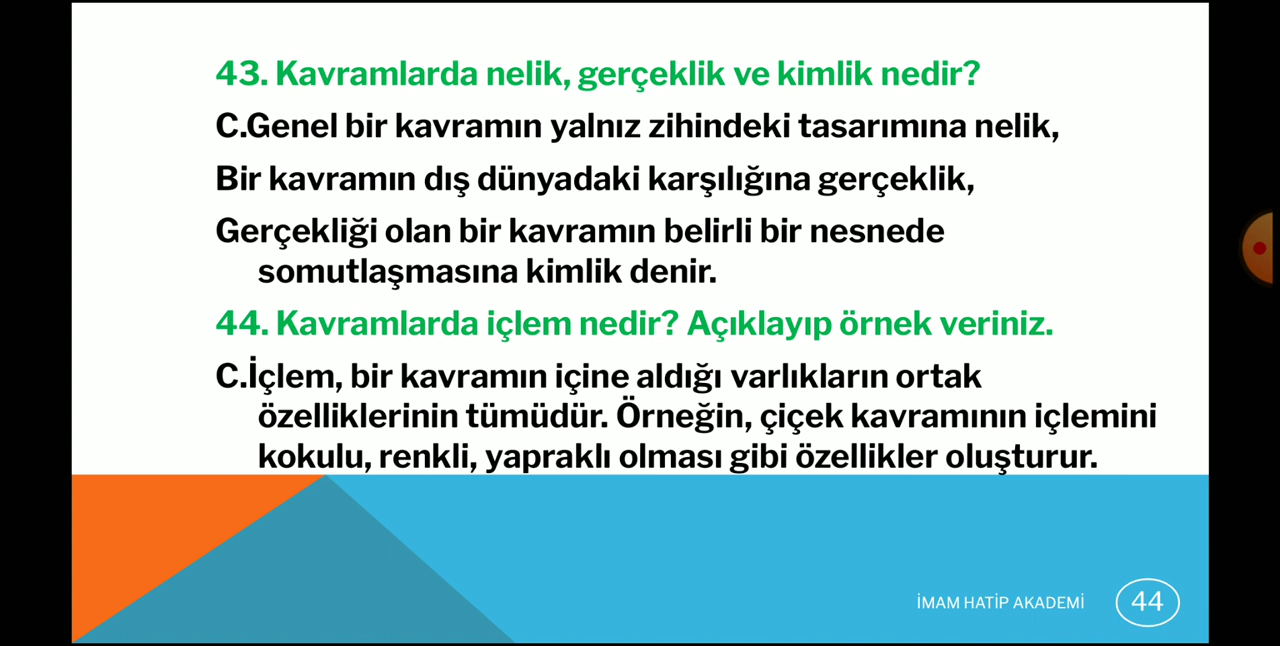 43. Kavramlarda nelik, gerçeklik ve kimlik nedir?
C.Genel bir kavramın yalnız zihindeki tasarımına nelik,
Bir kavramın dış dünyadaki karşılığına gerçeklik,
Gerçekliği olan bir kavramın belirli bir nesnede
somutlaşmasına kimlik denir.
44. Kavramlarda içlem nedir? Açıklayıp örnek veriniz.
C.İçlem, bir kavramın içine aldığı varlıkların ortak
özelliklerinin tümüdür. Örneğin, çiçek kavramının içlemini
kokulu, renkli, yapraklı olması gibi özellikler oluşturur.
İMAM HATİP AKADEMİ
44